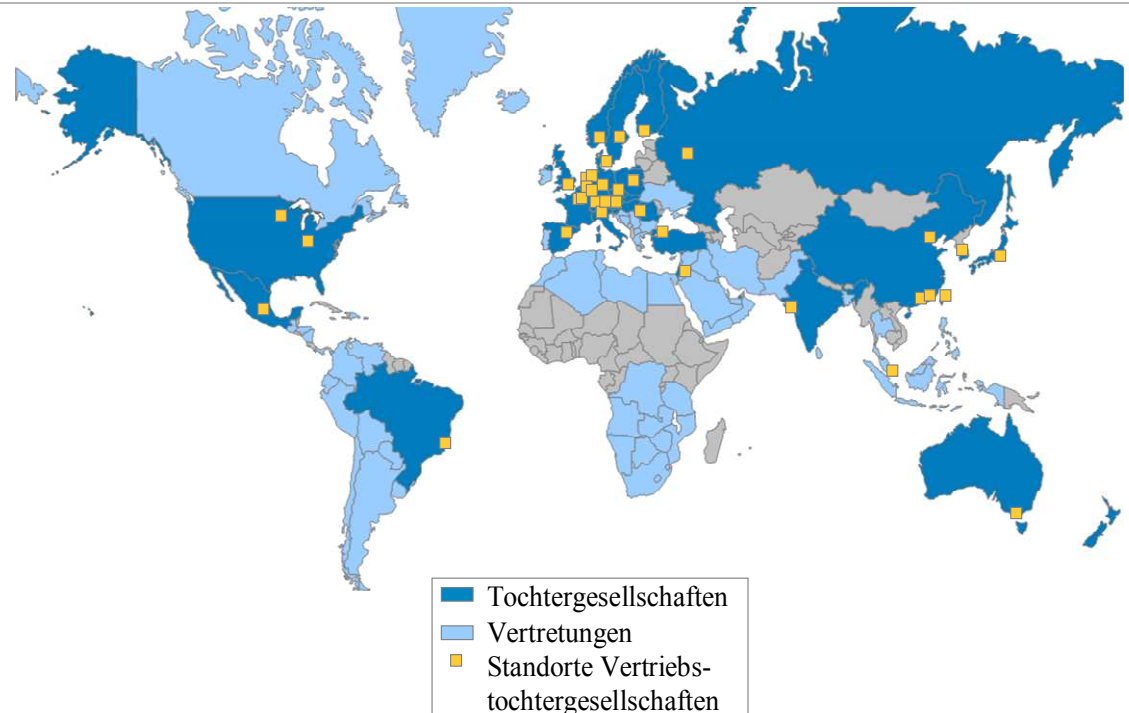 Tochtergesellschaften
Vertretungen
Standorte Vertriebs-
tochtergesellschaften